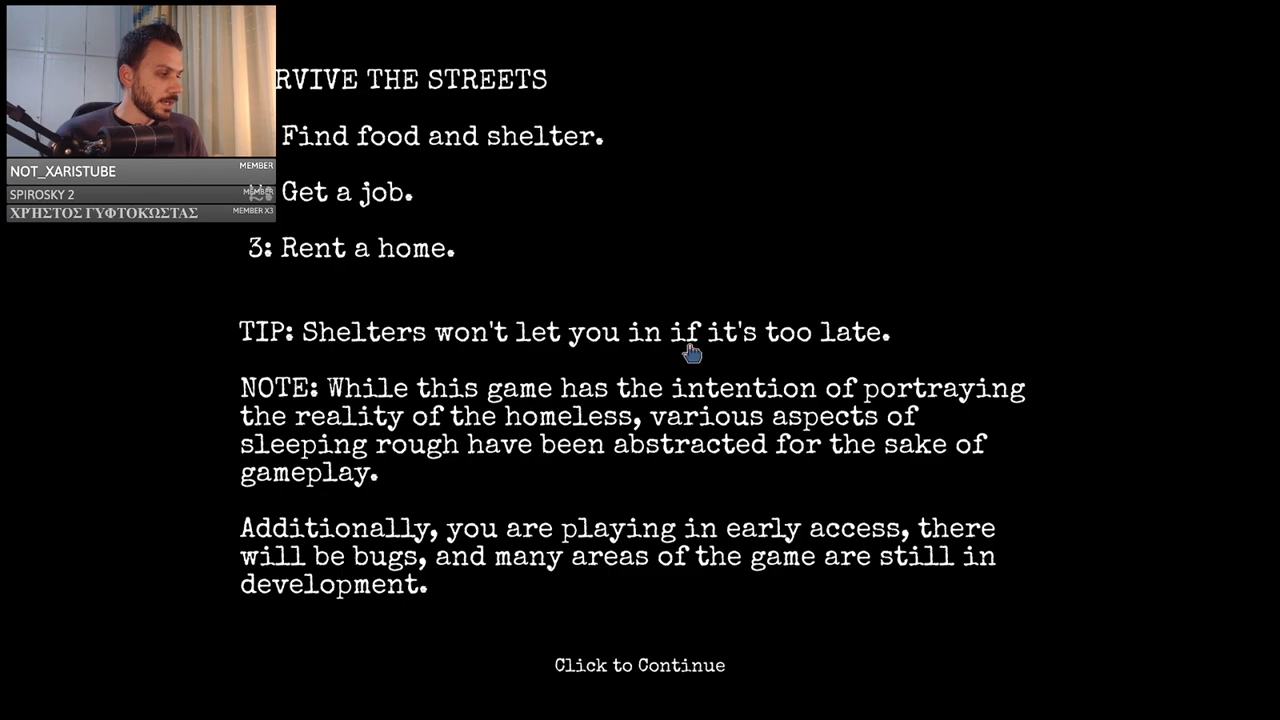 RVIVE THE STREETS
Find food and shelter.
NOT_XARISTUBE MEMBER
SPIROSKY 2 MEMBER
Get a job.
ΧΡΉΣΤΟΣ ΓΥΦΤΟΚΏΣΤΑΣ MEMBER X3
3: Rent a home.
TIP: Shelters won't let you in if it's too late.
NOTE: While this game has the intention of portraying
the reality of the homeless, various aspects of
sleeping rough have been abstracted for the sake of
gameplay.
Additionally, you are playing in early access, there
will be bugs, and many areas of the game are still in
development.
Click to Continue